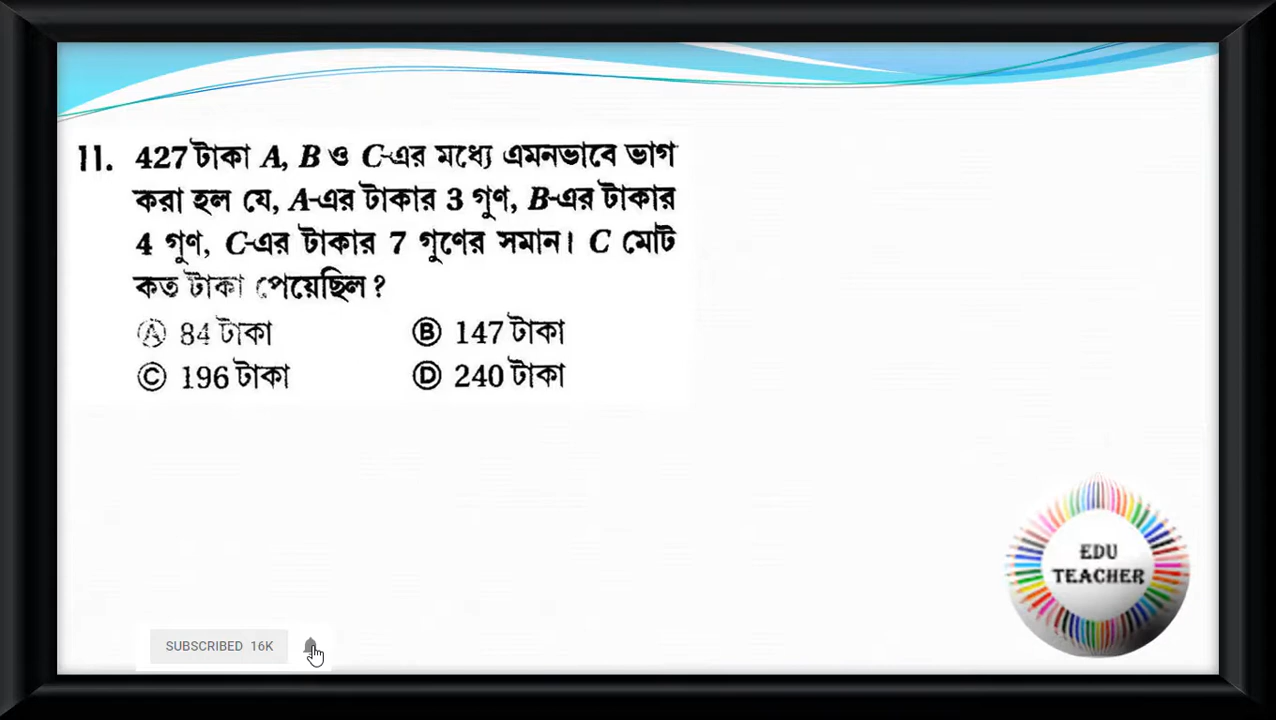 11. 427 টাকা A, B ও C-এর মধ্যে এমনভাবে ভাগ
করা হল যে, A-এর টাকার 3 গুণ, B-এর টাকার
4 গুণ, C-এর টাকার 7 গুণের সমান। C মোট
কত টাকা পেয়েছিল?
Ⓐ 84 টাকা Ⓑ 147 টাকা
Ⓒ 196 টাকা Ⓓ 240 টাকা
EDU
TEACHER
SUBSCRIBED 16K